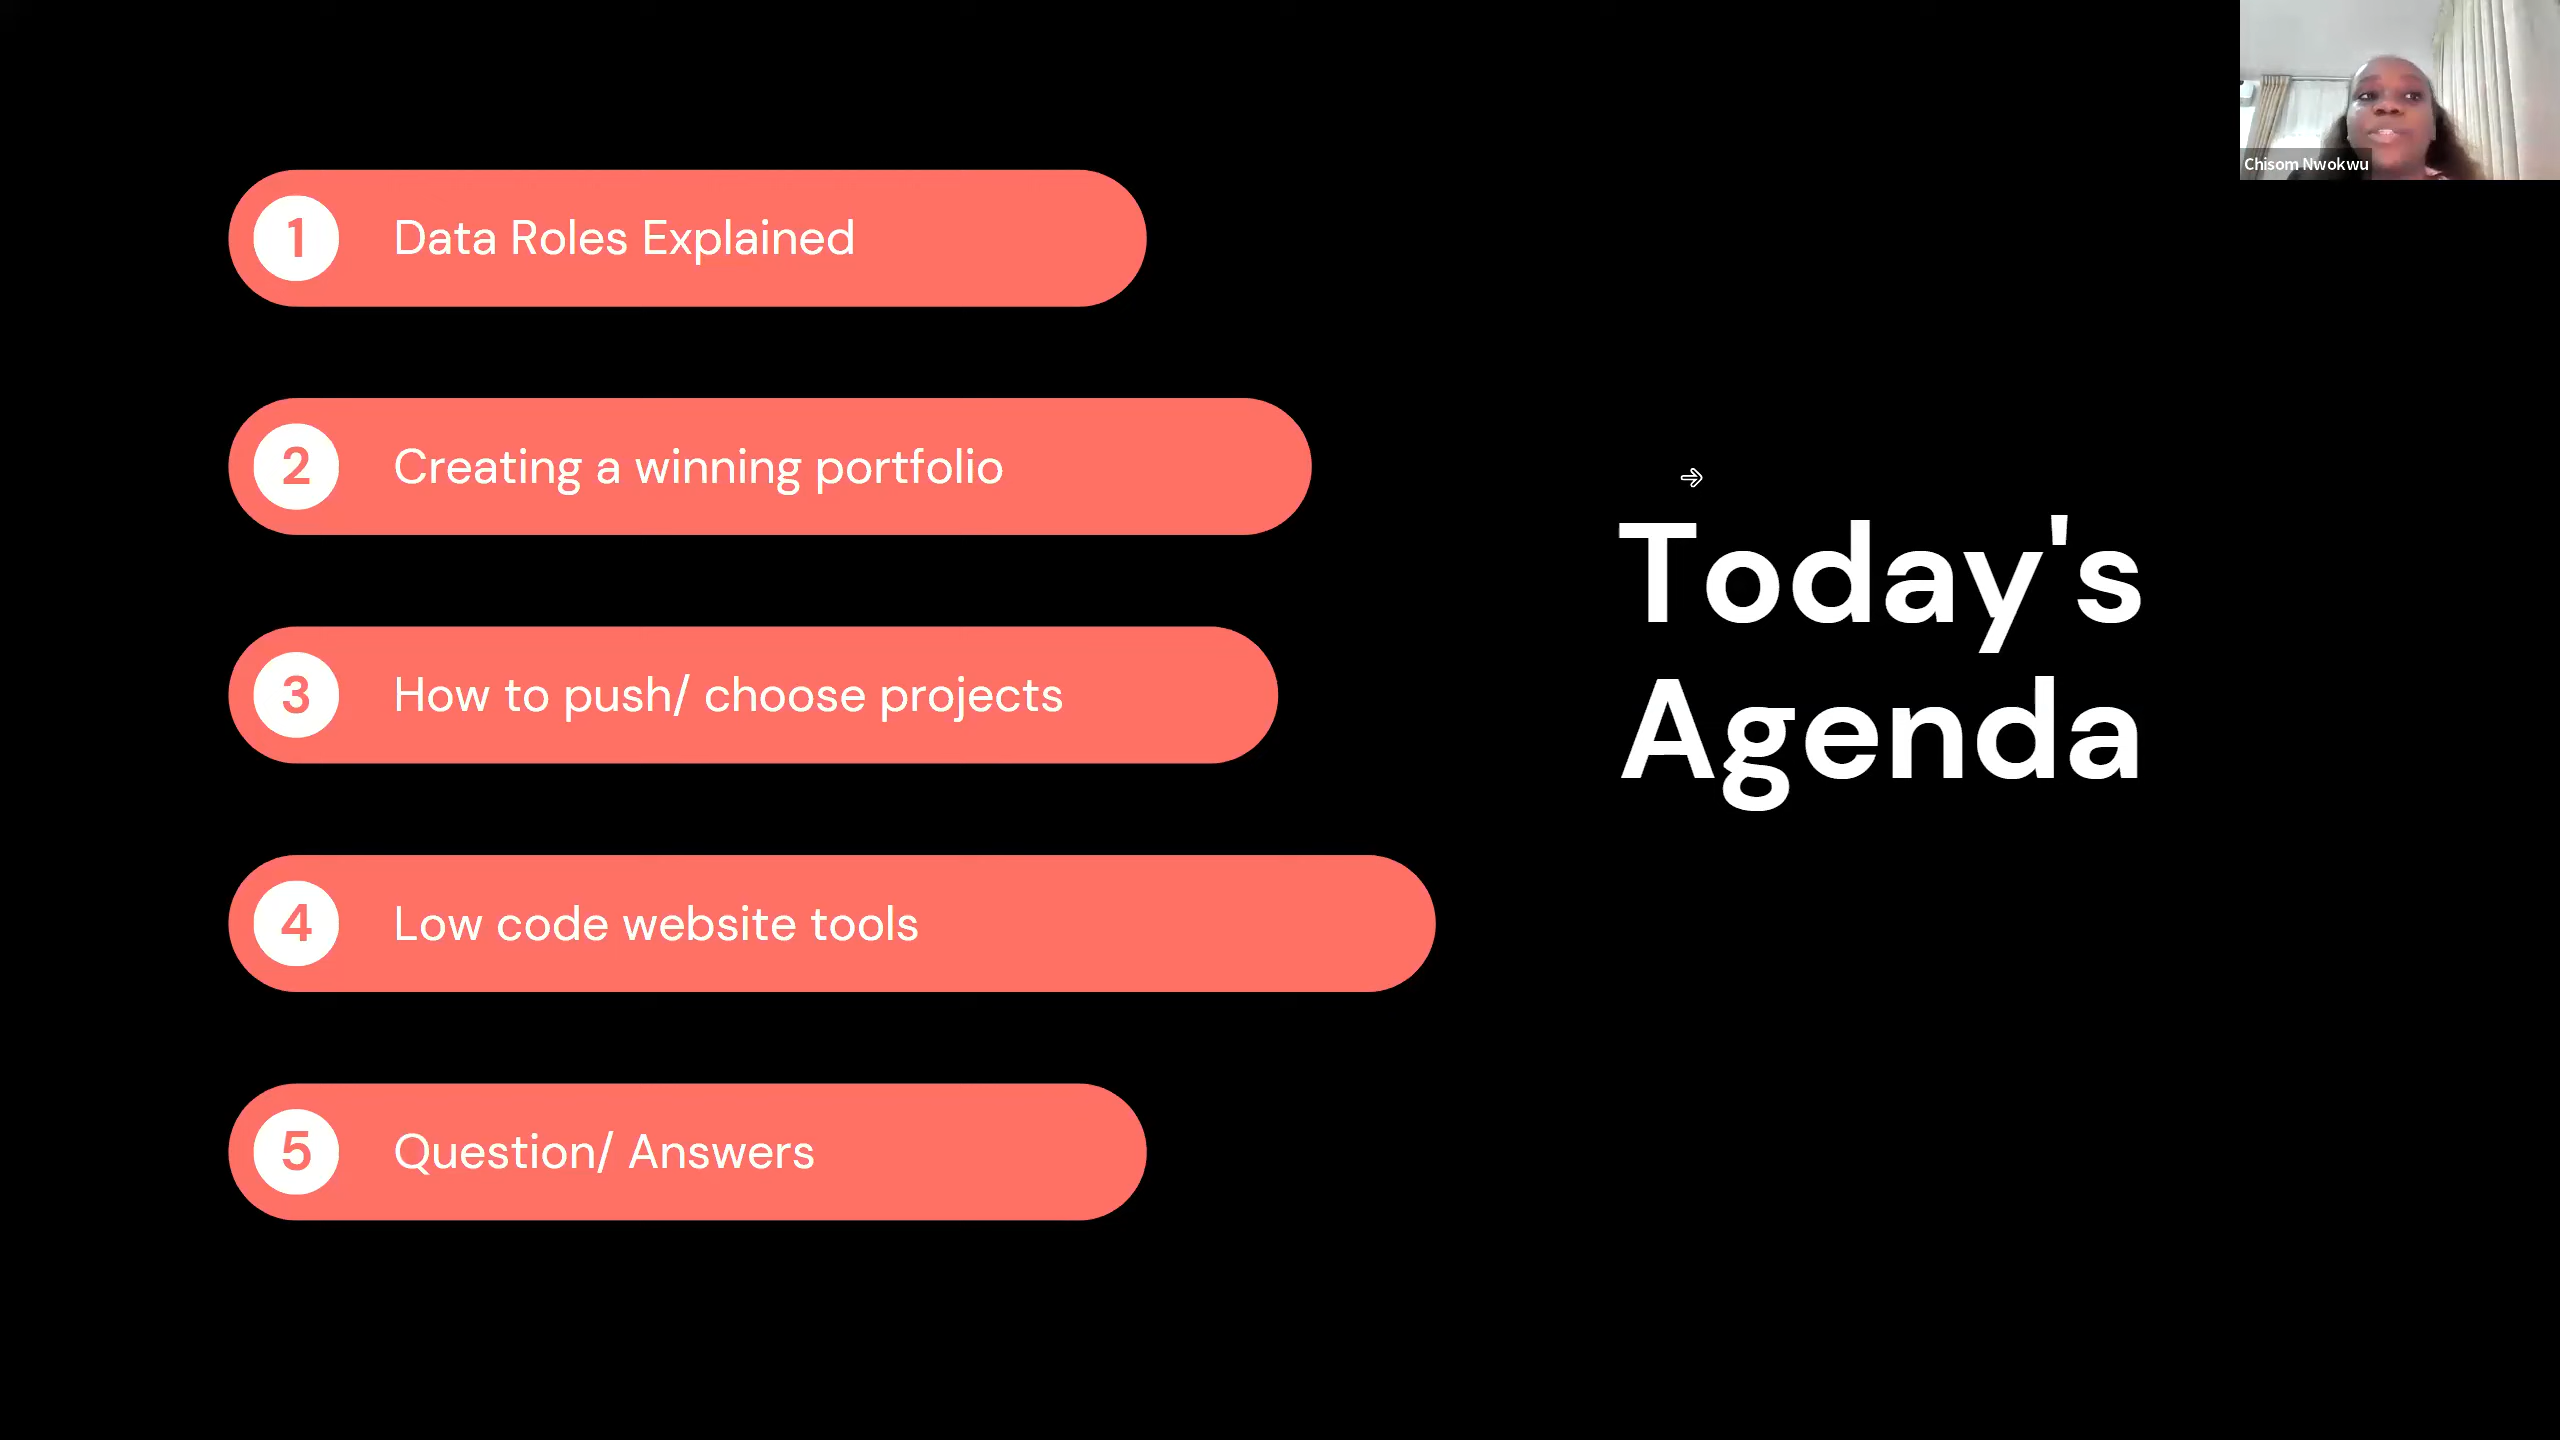 1 Data Roles Explained
2 Creating a winning portfolio
3 How to push/ choose projects
4 Low code website tools
5 Question/ Answers
Today's
Agenda
Chisom Nwokwu